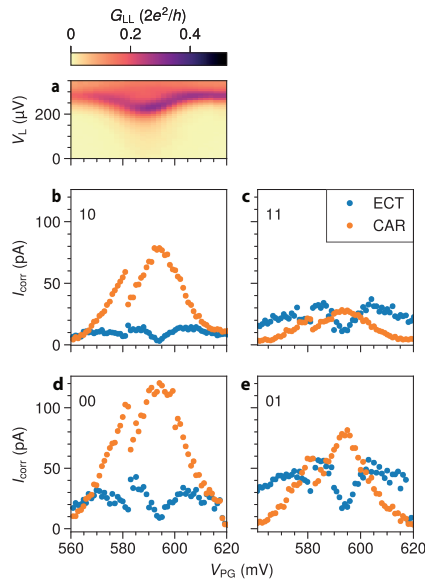 G_LL (2e²/h)
0 0.2 0.4
a
V_L (μV)
200
0
b
10
I_corr (pA)
100
50
0
c
11
ECT
CAR
d
00
I_corr (pA)
100
50
0
560 580 600 620
e
01
580 600 620
V_PG (mV)